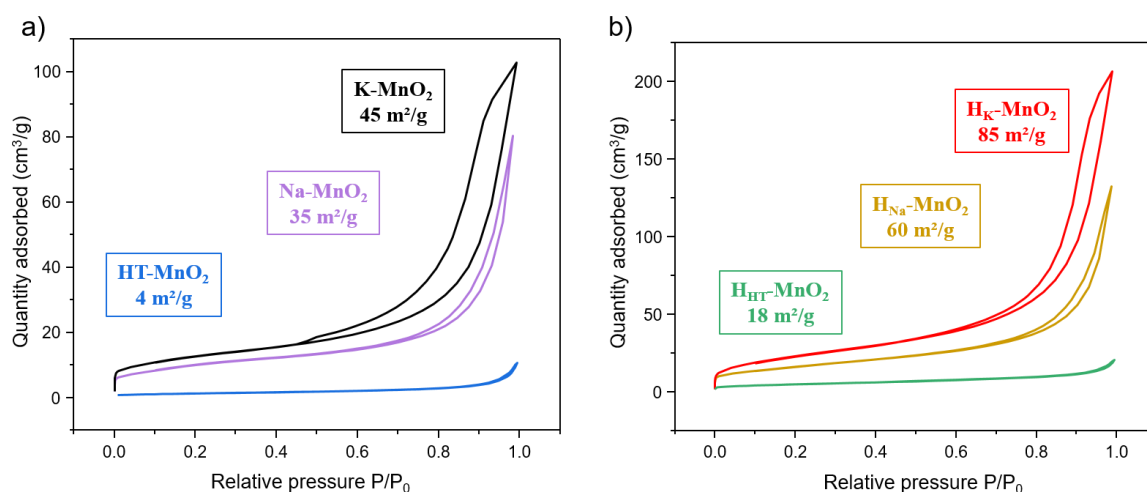 a)
Quantity adsorbed (cm³/g)
100
80
60
40
20
0
K-MnO₂
45 m²/g
Na-MnO₂
35 m²/g
HT-MnO₂
4 m²/g
0.0 0.2 0.4 0.6 0.8 1.0
Relative pressure P/P₀
b)
Quantity adsorbed (cm³/g)
200
150
100
50
0
H_K-MnO₂
85 m²/g
H_Na-MnO₂
60 m²/g
H_HT-MnO₂
18 m²/g
0.0 0.2 0.4 0.6 0.8 1.0
Relative pressure P/P₀